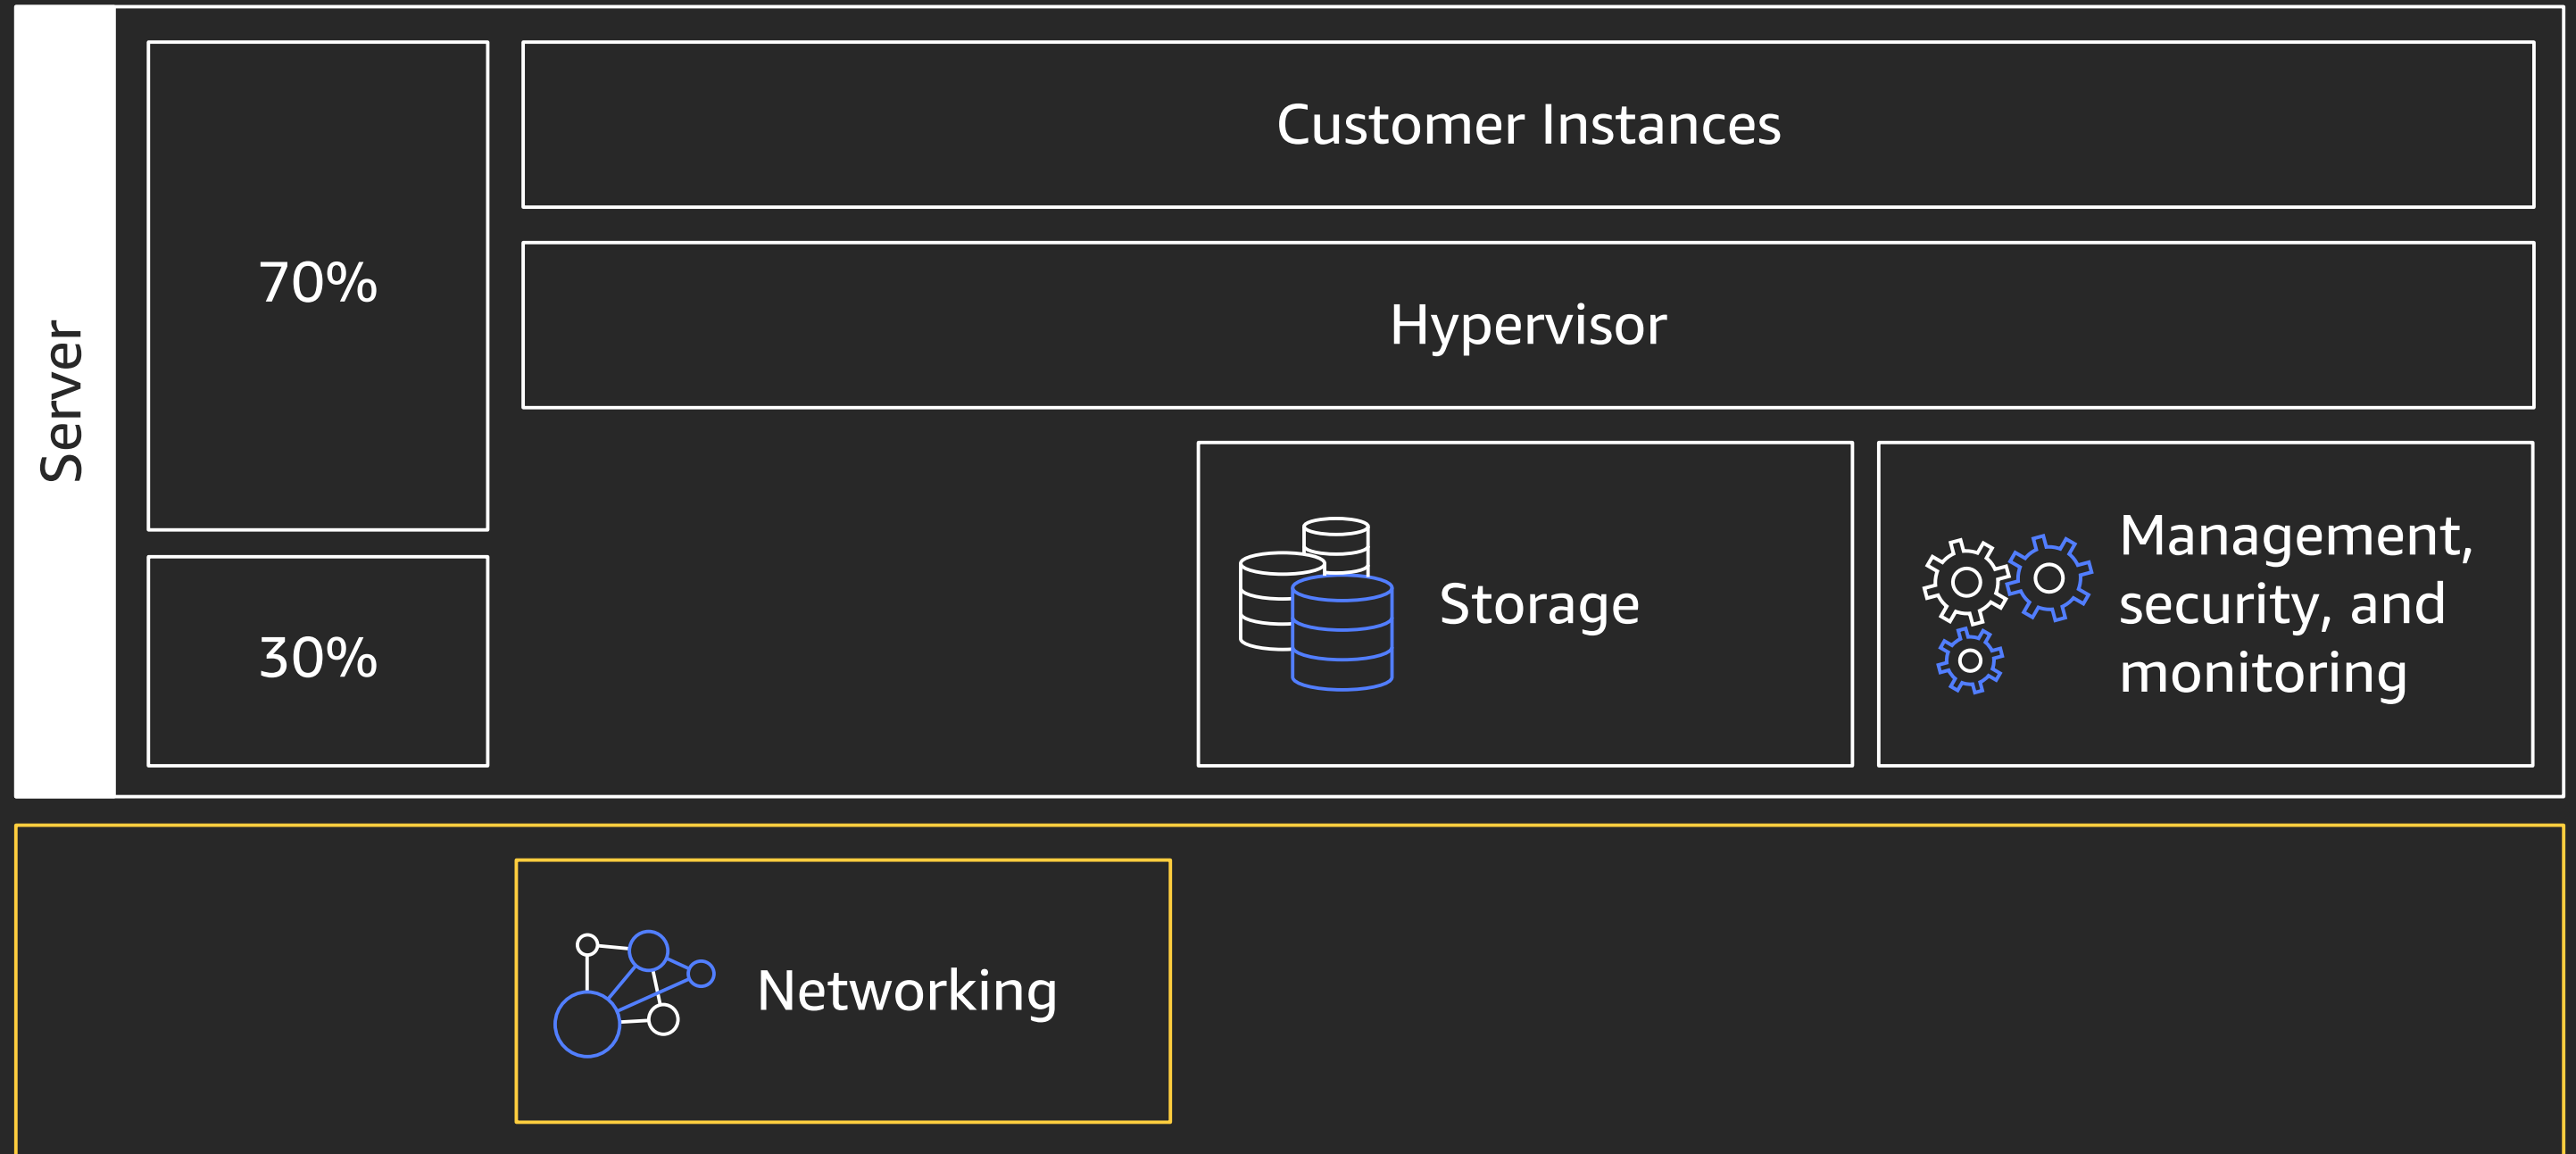 Server
70%
Customer Instances
Hypervisor
30%
Storage
Management,
security, and
monitoring
Networking